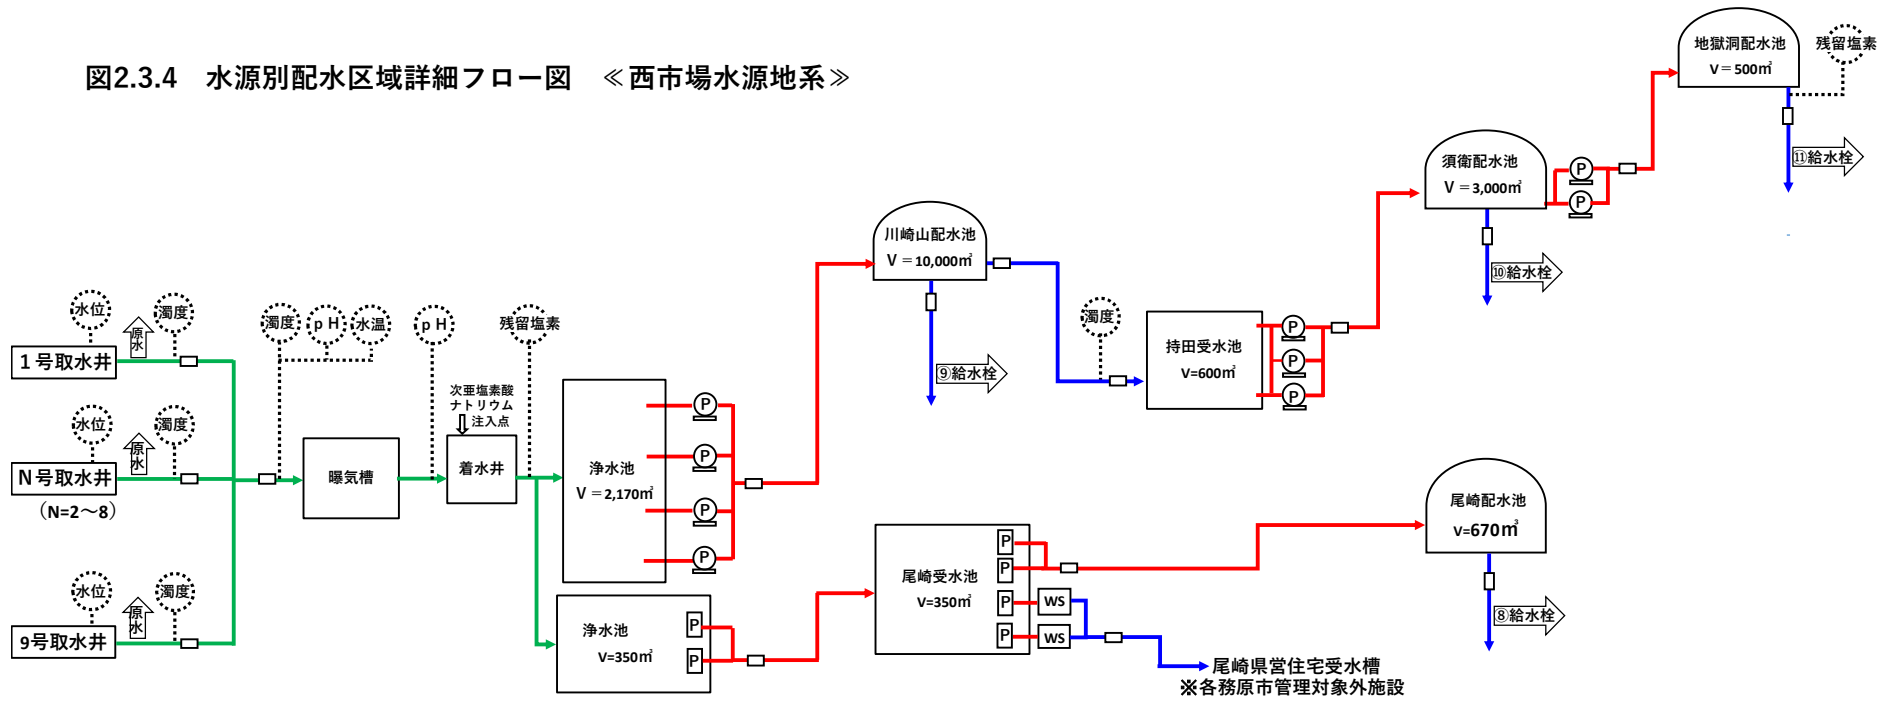 図2.3.4　水源別配水区域詳細フロー図　≪西市場水源地系≫
地獄洞配水池
V＝500㎥
残留塩素
⑪給水栓
須衛配水池
V＝3,000㎥
P
P
⑩給水栓
川崎山配水池
V＝10,000㎥
⑨給水栓
濁度
持田受水池
V=600㎥
P
P
P
水位
原水
濁度
1号取水井
水位
原水
濁度
N号取水井
（N=2～8）
水位
原水
濁度
9号取水井
濁度
pH
水温
pH
残留塩素
次亜塩素酸
ナトリウム
注入点
曝気槽
着水井
浄水池
V＝2,170㎥
P
P
P
P
浄水池
V=350㎥
P
P
尾崎受水池
V=350㎥
P
P
P
P
WS
WS
尾崎配水池
V=670㎥
⑧給水栓
尾崎県営住宅受水槽
※各務原市管理対象外施設